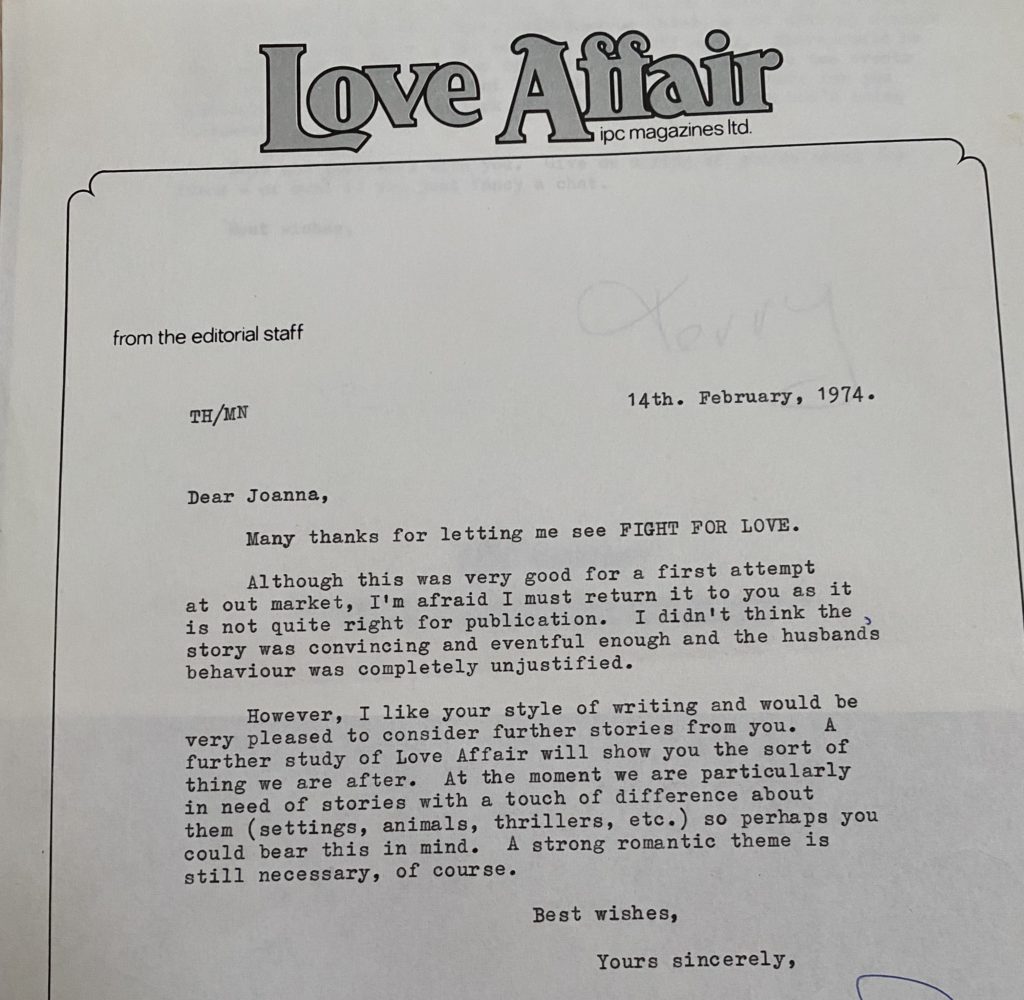 Love Affair
ipc magazines ltd.
fancy a chat.
Best wishes,
Terry
from the editorial staff
14th. February, 1974.
TH/MN
Dear Joanna,
Many thanks for letting me see FIGHT FOR LOVE.
Although this was very good for a first attempt
at out market, I'm afraid I must return it to you as it
is not quite right for publication.  I didn't think the
story was convincing and eventful enough and the husband's
behaviour was completely unjustified.
However, I like your style of writing and would be
very pleased to consider further stories from you.  A
further study of Love Affair will show you the sort of
thing we are after.  At the moment we are particularly
in need of stories with a touch of difference about
them (settings, animals, thrillers, etc.) so perhaps you
could bear this in mind.  A strong romantic theme is
still necessary, of course.
Best wishes,
Yours sincerely,